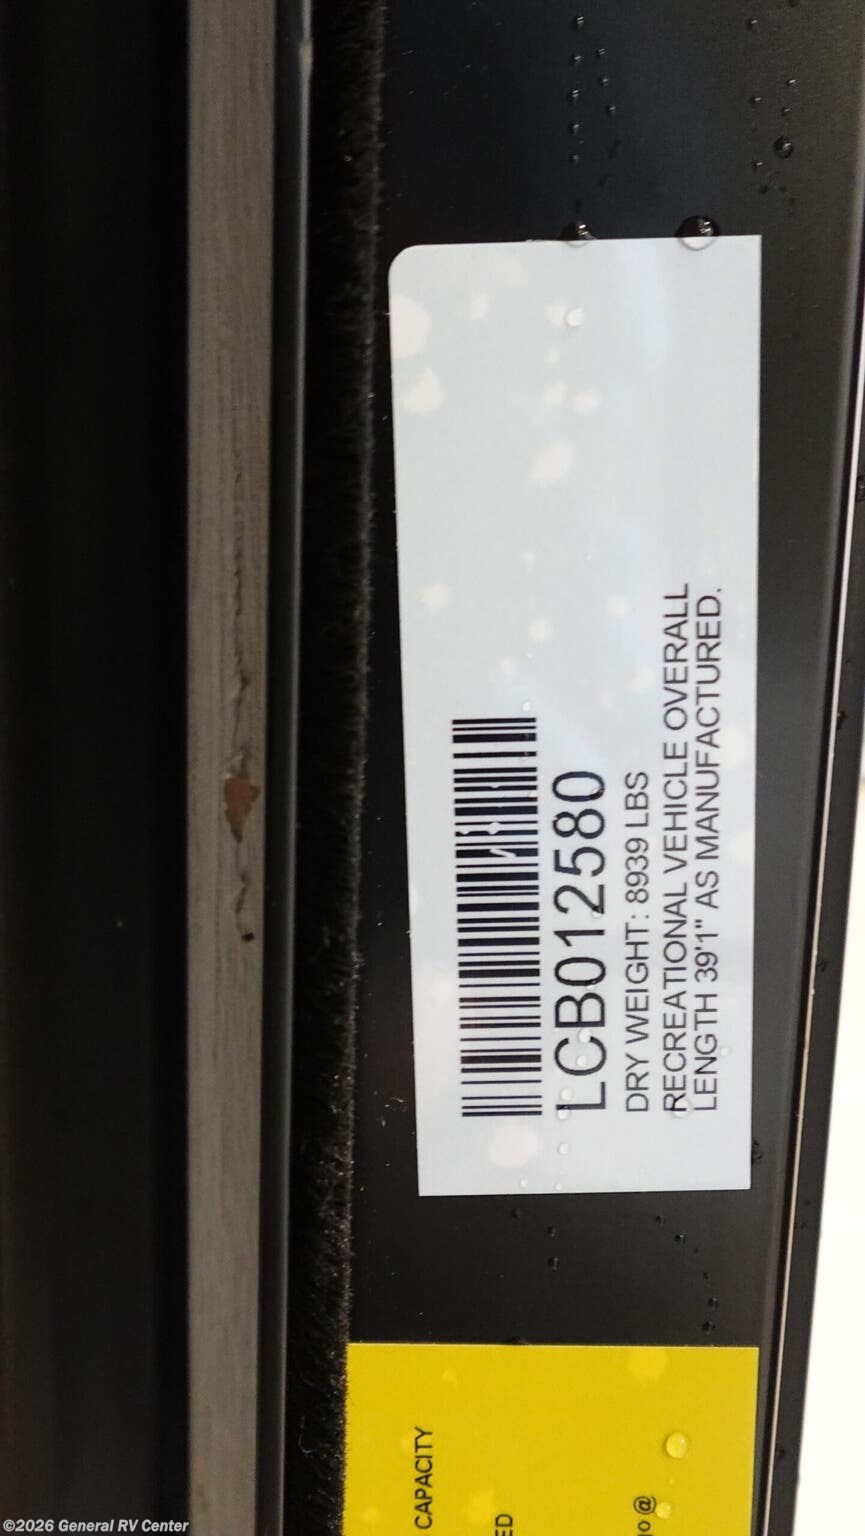 LCB012580
DRY WEIGHT: 8939 LBS
RECREATIONAL VEHICLE OVERALL
LENGTH 39'1" AS MANUFACTURED.
CAPACITY
ED
@
©2026 General RV Center